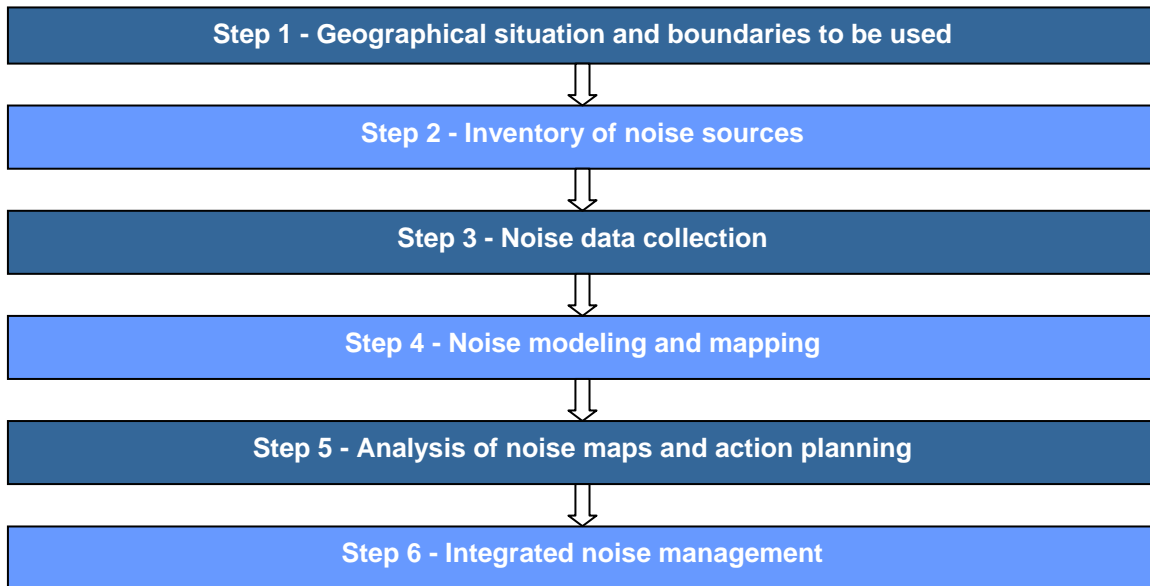 Step 1 - Geographical situation and boundaries to be used
Step 2 - Inventory of noise sources
Step 3 - Noise data collection
Step 4 - Noise modeling and mapping
Step 5 - Analysis of noise maps and action planning
Step 6 - Integrated noise management